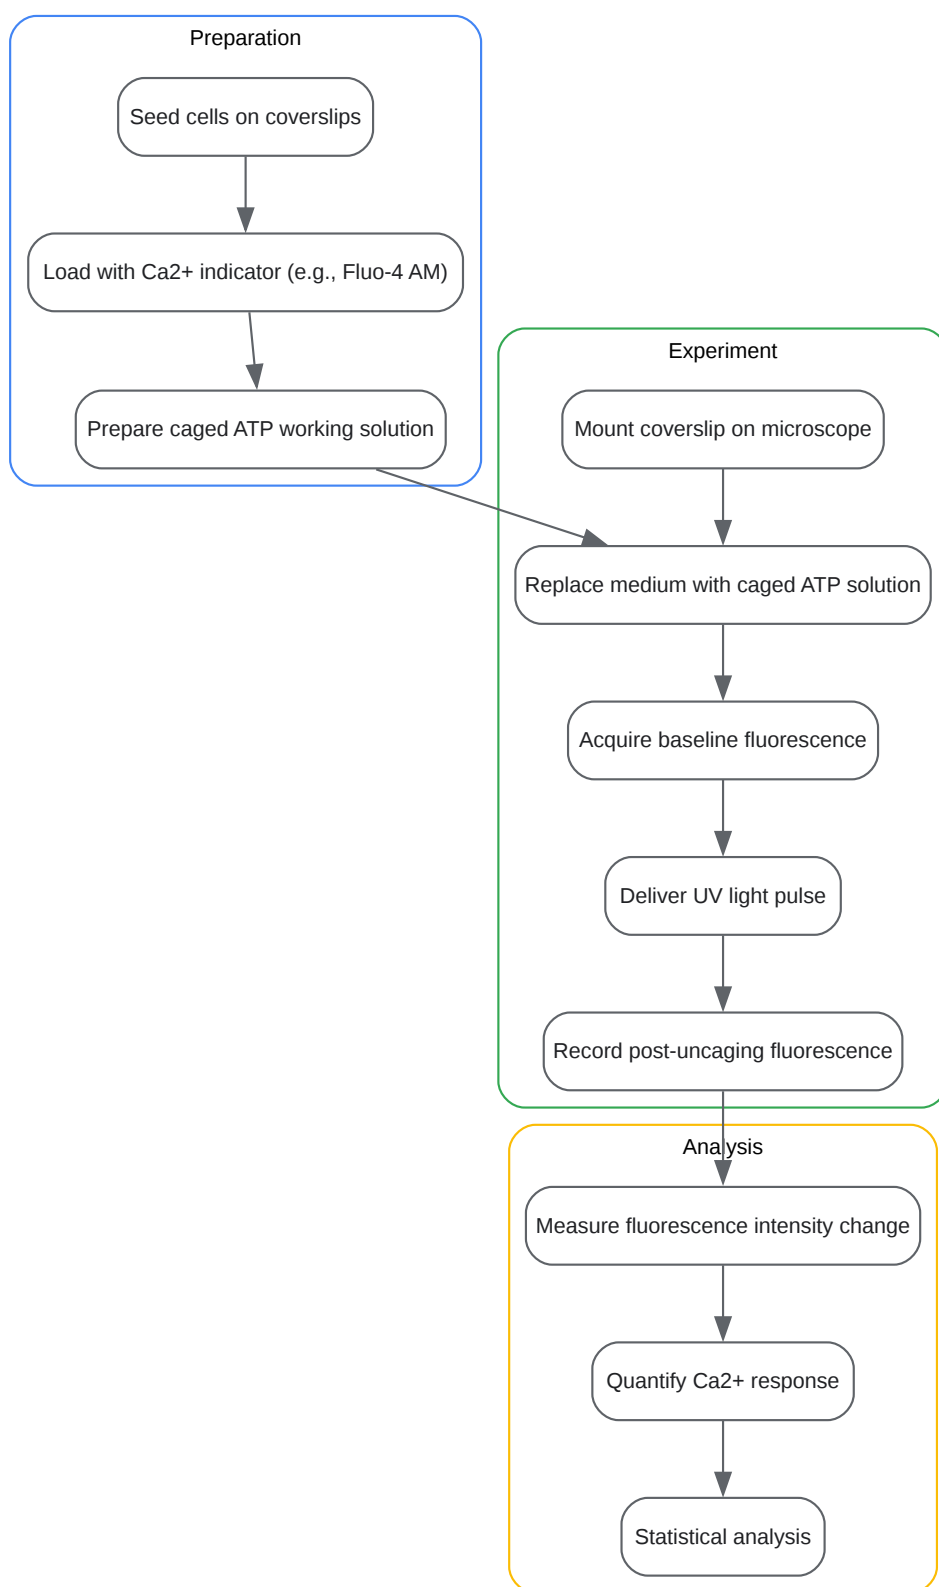 Preparation
Seed cells on coverslips
Load with Ca2+ indicator (e.g., Fluo-4 AM)
Prepare caged ATP working solution
Experiment
Mount coverslip on microscope
Replace medium with caged ATP solution
Acquire baseline fluorescence
Deliver UV light pulse
Record post-uncaging fluorescence
Analysis
Measure fluorescence intensity change
Quantify Ca2+ response
Statistical analysis